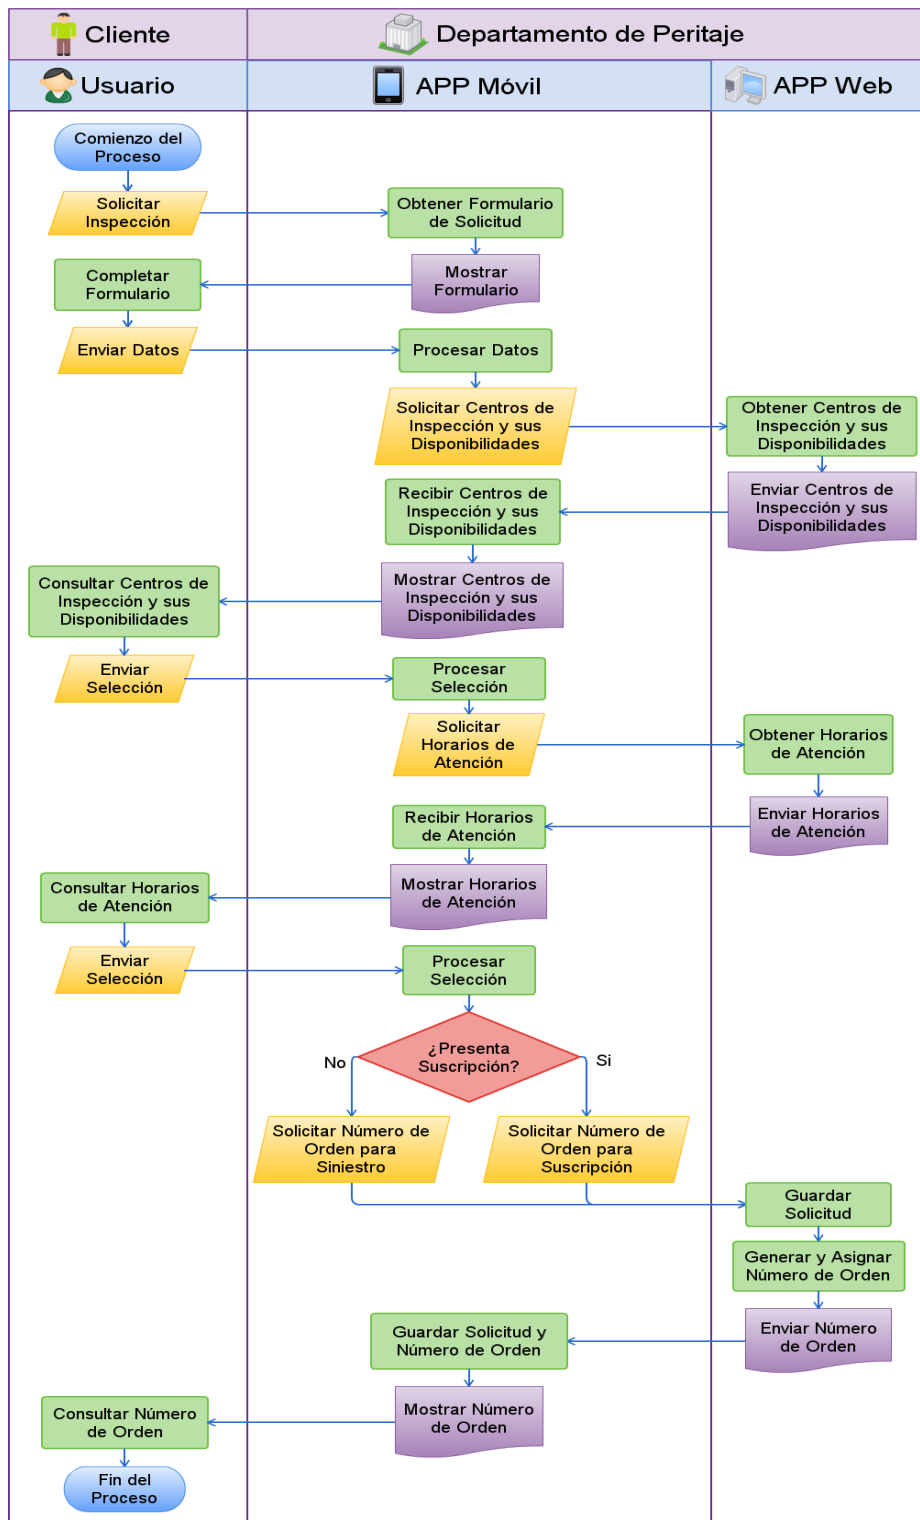 Cliente
Departamento de Peritaje
Usuario
APP Móvil
APP Web
Comienzo del
Proceso
Solicitar
Inspección
Obtener Formulario
de Solicitud
Mostrar
Formulario
Completar
Formulario
Enviar Datos
Procesar Datos
Solicitar Centros de
Inspección y sus
Disponibilidades
Obtener Centros de
Inspección y sus
Disponibilidades
Enviar Centros de
Inspección y sus
Disponibilidades
Recibir Centros de
Inspección y sus
Disponibilidades
Mostrar Centros de
Inspección y sus
Disponibilidades
Consultar Centros de
Inspección y sus
Disponibilidades
Enviar
Selección
Procesar
Selección
Solicitar
Horarios de
Atención
Obtener Horarios
de Atención
Enviar Horarios
de Atención
Recibir Horarios
de Atención
Mostrar Horarios
de Atención
Consultar Horarios
de Atención
Enviar
Selección
Procesar
Selección
¿Presenta
Suscripción?
No
Si
Solicitar Número de
Orden para
Siniestro
Solicitar Número de
Orden para
Suscripción
Guardar
Solicitud
Generar y Asignar
Número de Orden
Enviar Número
de Orden
Guardar Solicitud y
Número de Orden
Mostrar Número
de Orden
Consultar Número
de Orden
Fin del
Proceso